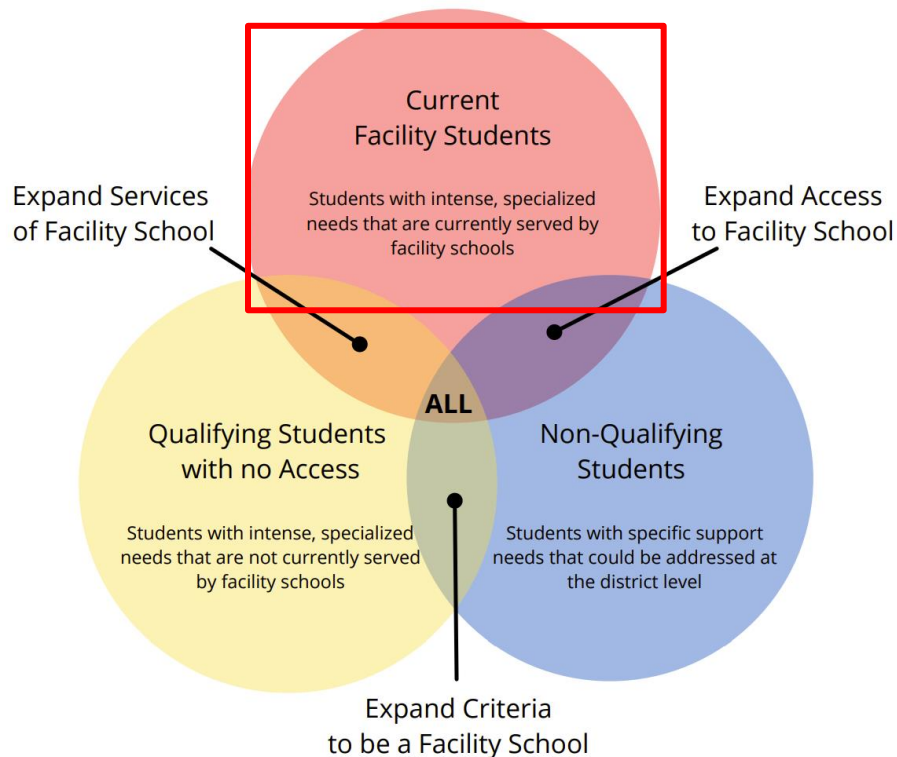 Current
Facility Students
Students with intense, specialized
needs that are currently served by
facility schools
Expand Services
of Facility School
Expand Access
to Facility School
ALL
Qualifying Students
with no Access
Students with intense, specialized
needs that are not currently served
by facility schools
Non-Qualifying
Students
Students with specific support
needs that could be addressed at
the district level
Expand Criteria
to be a Facility School